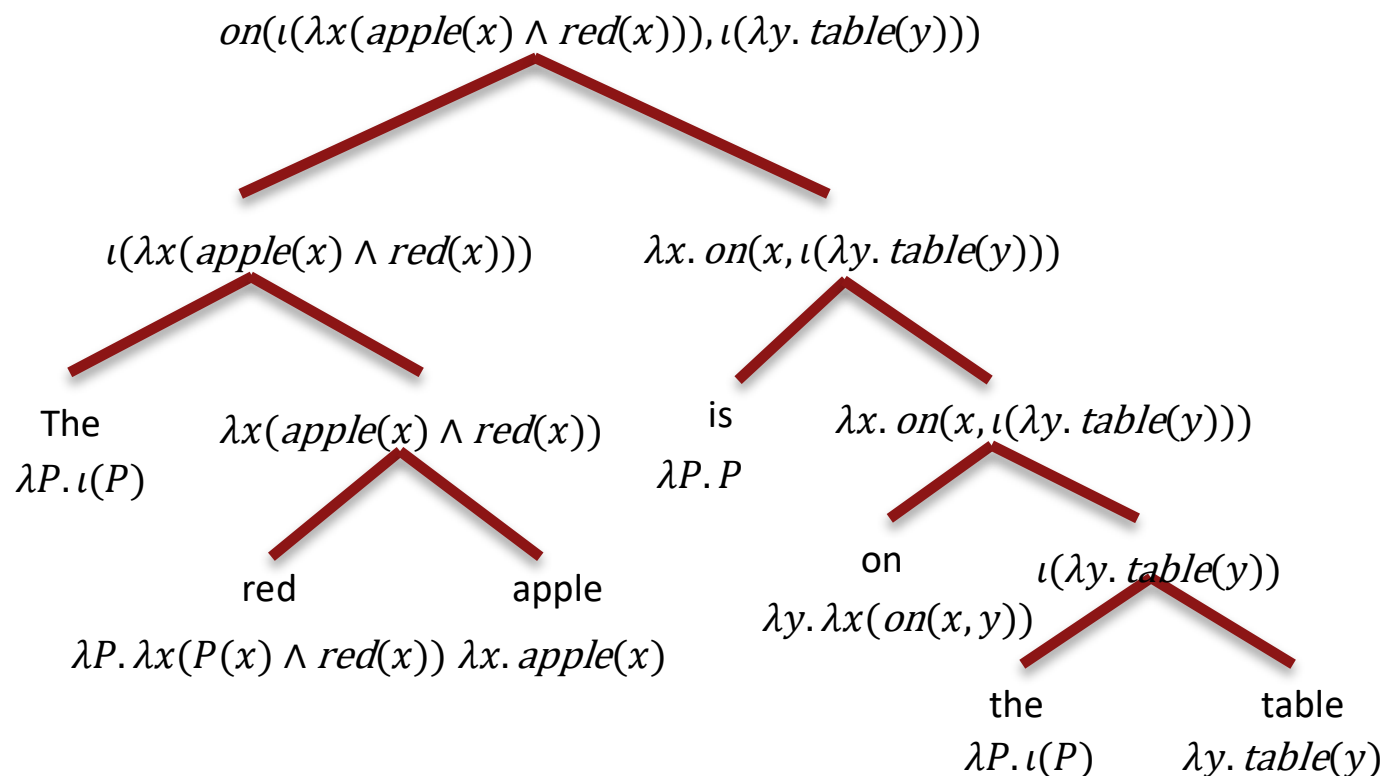 on(ι(λx(apple(x) ∧ red(x))), ι(λy. table(y)))
ι(λx(apple(x) ∧ red(x))) λx. on(x, ι(λy. table(y)))
The λx(apple(x) ∧ red(x)) is λx. on(x, ι(λy. table(y)))
λP. ι(P) λP. P
red apple on ι(λy. table(y))
λP. λx(P(x) ∧ red(x)) λx. apple(x) λy. λx(on(x, y))
the table
λP. ι(P) λy. table(y)